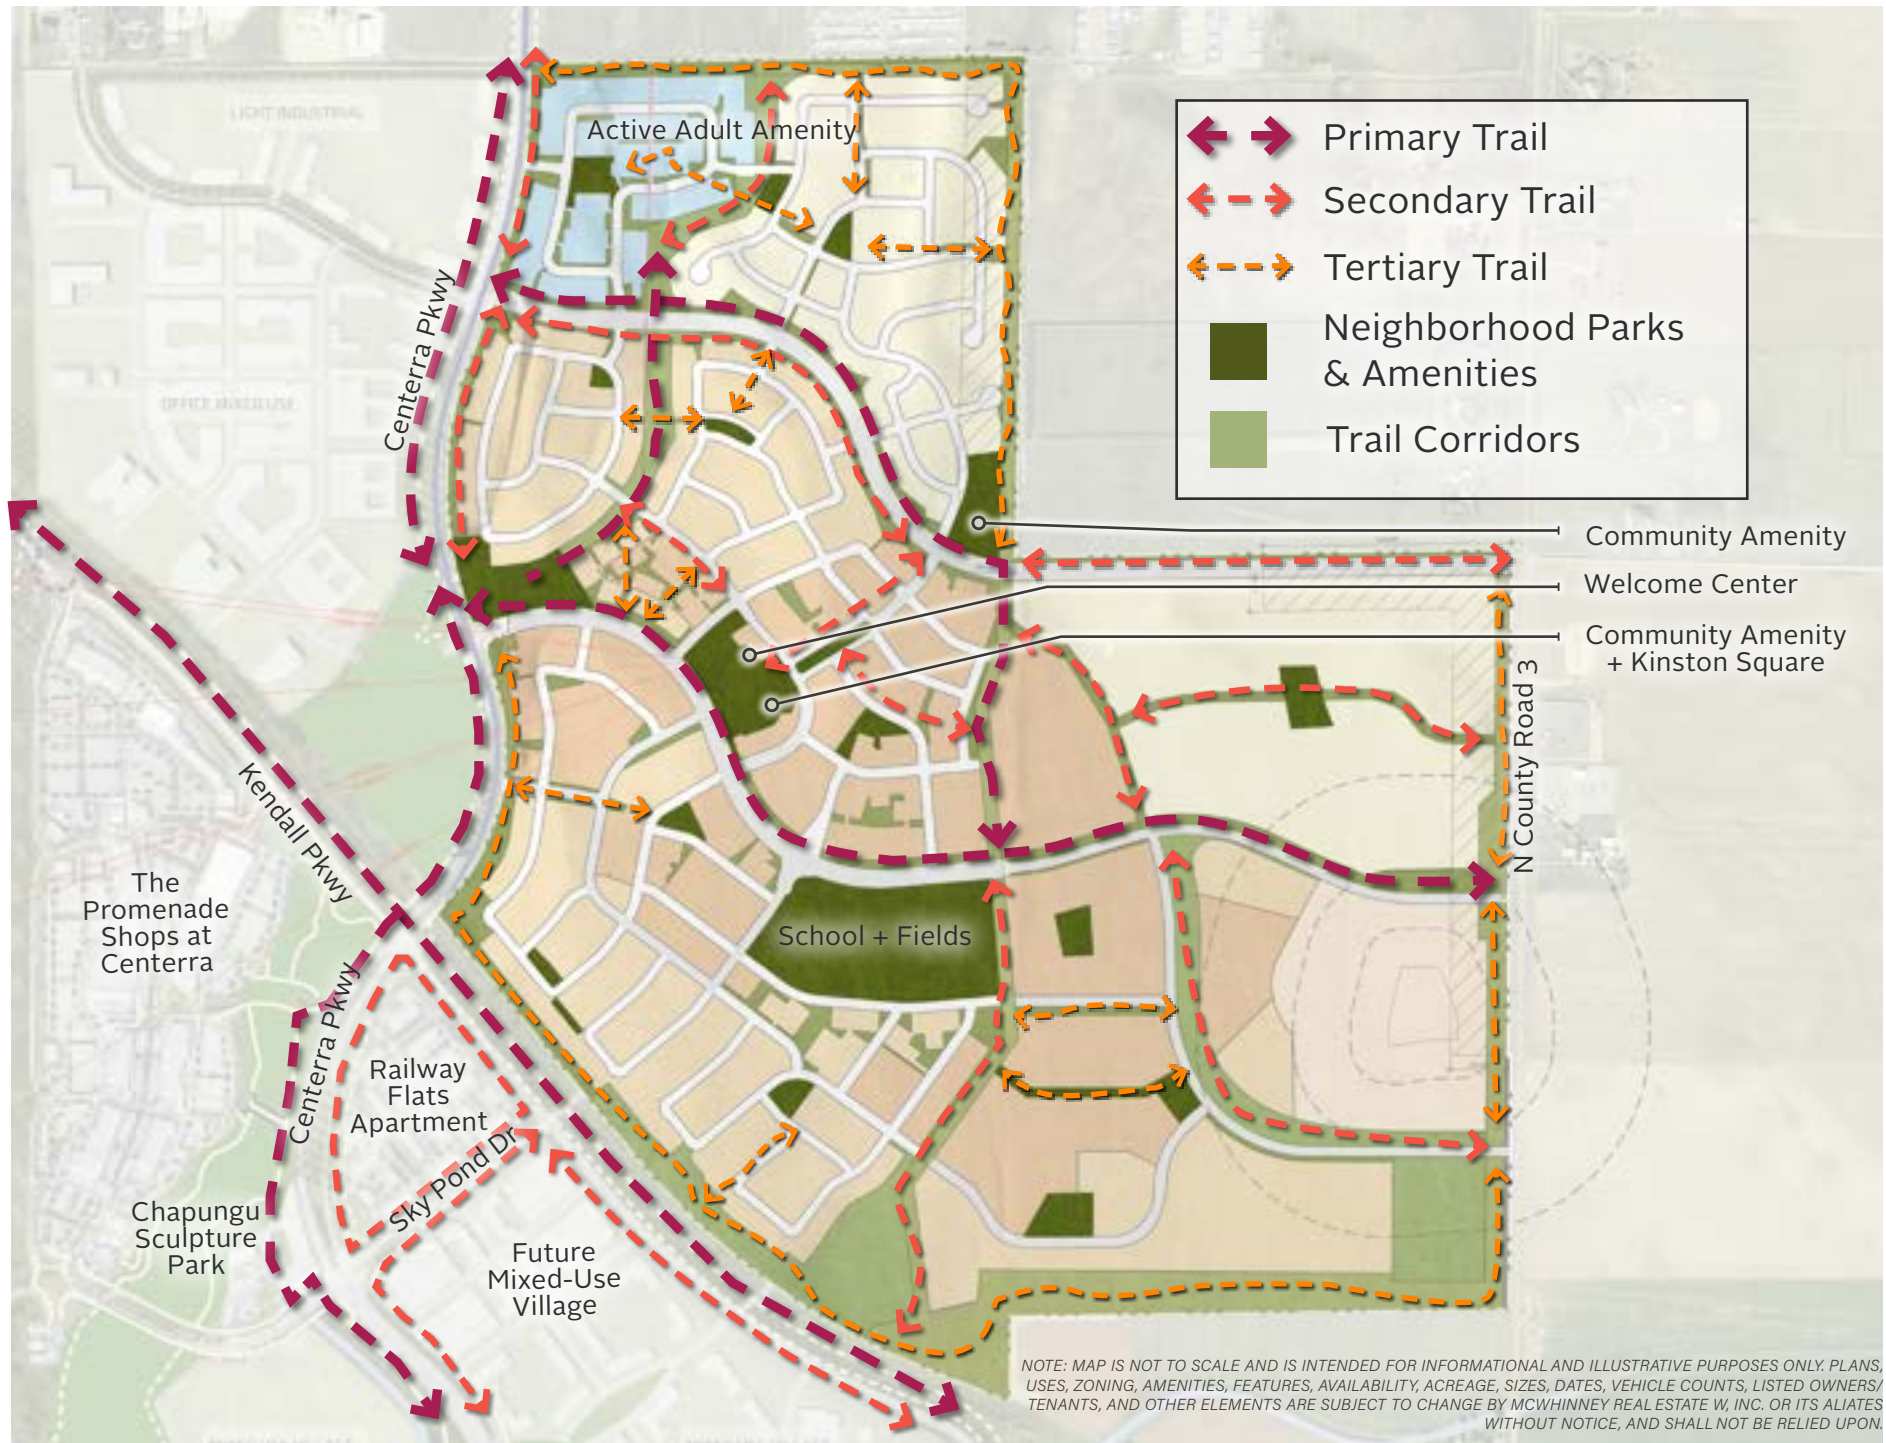 LIGHT INDUSTRIAL
Active Adult Amenity
Primary Trail
Secondary Trail
Tertiary Trail
Neighborhood Parks
& Amenities
Trail Corridors
Centerra Pkwy
OFFICE MIXED USE
Community Amenity
Welcome Center
Community Amenity
+ Kinston Square
N County Road 3
Kendall Pkwy
The
Promenade
Shops at
Centerra
School + Fields
Centerra Pkwy
Railway
Flats
Apartment
Sky Pond Dr
Chapungu
Sculpture
Park
Future
Mixed-Use
Village
NOTE: MAP IS NOT TO SCALE AND IS INTENDED FOR INFORMATIONAL AND ILLUSTRATIVE PURPOSES ONLY. PLANS,
USES, ZONING, AMENITIES, FEATURES, AVAILABILITY, ACREAGE, SIZES, DATES, VEHICLE COUNTS, LISTED OWNERS/
TENANTS, AND OTHER ELEMENTS ARE SUBJECT TO CHANGE BY MCWHINNEY REAL ESTATE W, INC. OR ITS ALIATES
WITHOUT NOTICE, AND SHALL NOT BE RELIED UPON.